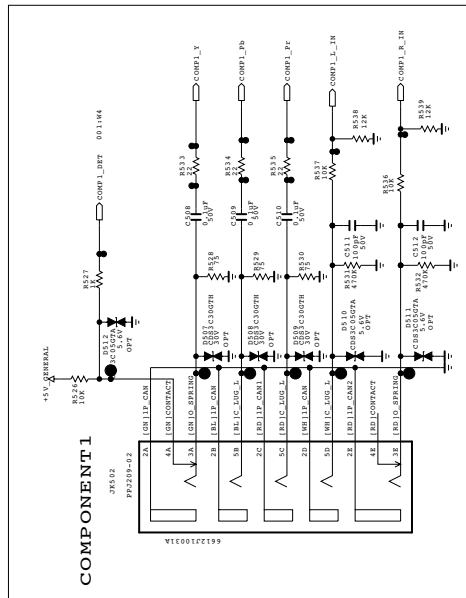 COMPONENT1
+5V_GENERAL
R526
10K
R527
1K
D512
5.6V
OPT
COMP1_DET
001:W4
JK502
PPJ209-02
6612J10031A
2A
[GN]1P_CAN
4A
[GN]CONTACT
3A
[GN]O_SPRING
2B
[BL]1P_CAN
5B
[BL]C_LUG_L
2C
[RD]1P_CAN1
5C
[RD]C_LUG_L
2D
[WH]1P_CAN
5D
[WH]C_LUG_L
2E
[RD]1P_CAN2
4E
[RD]CONTACT
3E
[RD]O_SPRING
D507
CDS3C30GTH
30V
OPT
R528
75
C508
0.1uF
50V
R533
22
COMP1_Y
D508
CDS3C30GTH
30V
OPT
R529
75
C509
0.1uF
50V
R534
22
COMP1_Pb
D509
CDS3C30GTH
30V
OPT
R530
75
C510
0.1uF
50V
R535
22
COMP1_Pr
D510
CDS3C05GTA
5.6V
OPT
R531
470K
C511
100pF
50V
R537
10K
R538
12K
COMP1_L_IN
D511
CDS3C05GTA
5.6V
OPT
R532
470K
C512
100pF
50V
R536
10K
R539
12K
COMP1_R_IN